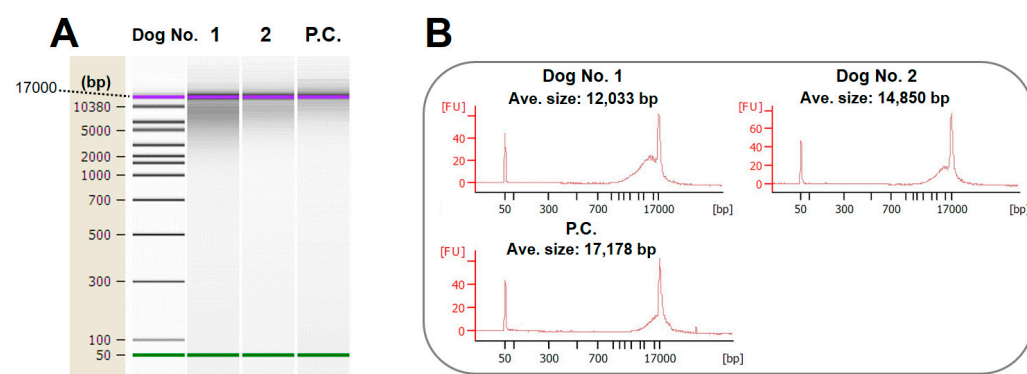 A
Dog No. 1 2 P.C.
(bp)
17000
10380
5000
2000
1000
700
500
300
100
50
B
Dog No. 1
Ave. size: 12,033 bp
[FU]
40
20
0
50 300 700 17000 [bp]
Dog No. 2
Ave. size: 14,850 bp
[FU]
60
40
20
0
50 300 700 17000 [bp]
P.C.
Ave. size: 17,178 bp
[FU]
40
20
0
50 300 700 17000 [bp]